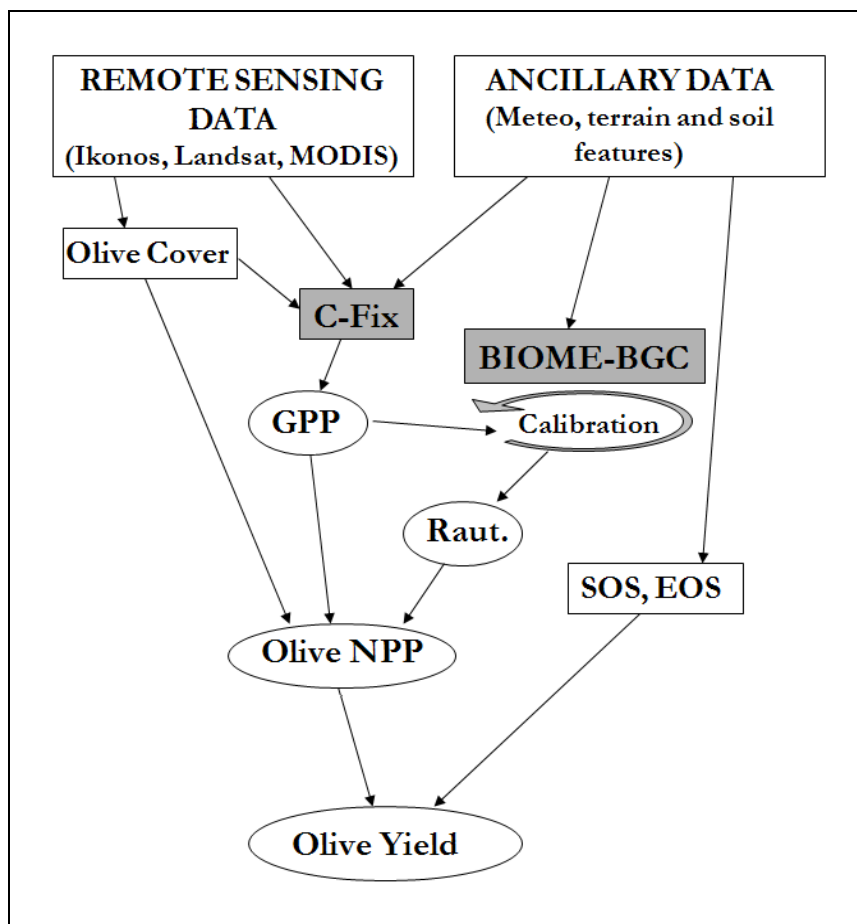 REMOTE SENSING
DATA
(Ikonos, Landsat, MODIS)
ANCILLARY DATA
(Meteo, terrain and soil
features)
Olive Cover
C-Fix
BIOME-BGC
GPP
Calibration
Raut.
SOS, EOS
Olive NPP
Olive Yield